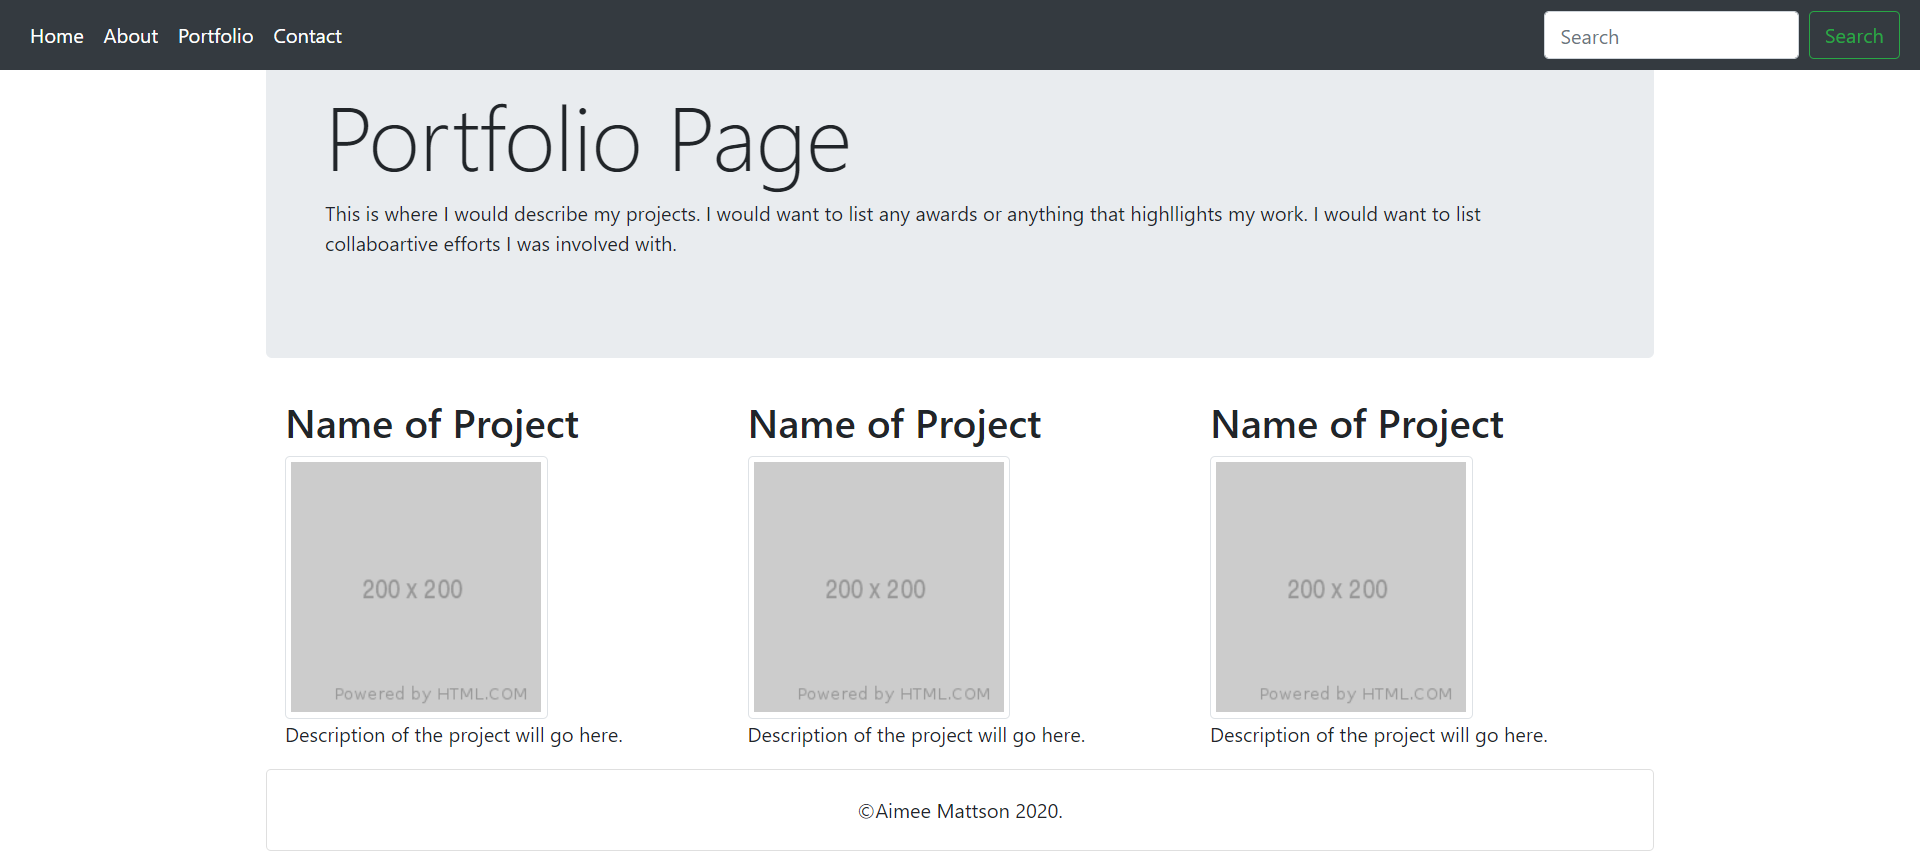 Home About Portfolio Contact Search Search
Portfolio Page
This is where I would describe my projects. I would want to list any awards or anything that highllights my work. I would want to list
collaboartive efforts I was involved with.
Name of Project Name of Project Name of Project
200 x 200 200 x 200 200 x 200
Powered by HTML.COM Powered by HTML.COM Powered by HTML.COM
Description of the project will go here. Description of the project will go here. Description of the project will go here.
©Aimee Mattson 2020.